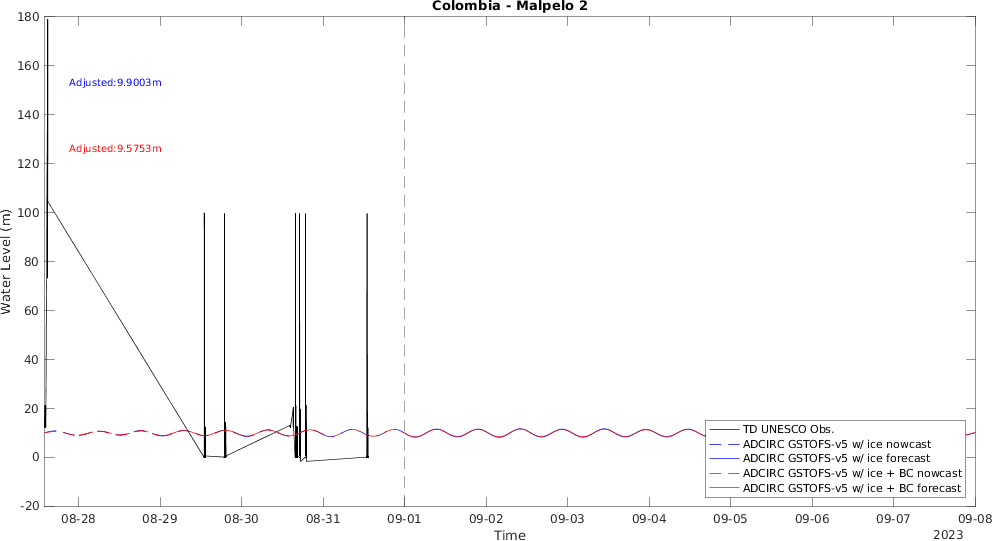 Colombia - Malpelo 2
180
160
140
120
100
80
60
40
20
0
-20
Water Level (m)
Adjusted:9.9003m
Adjusted:9.5753m
TD UNESCO Obs.
ADCIRC GSTOFS-v5 w/ ice nowcast
ADCIRC GSTOFS-v5 w/ ice forecast
ADCIRC GSTOFS-v5 w/ ice + BC nowcast
ADCIRC GSTOFS-v5 w/ ice + BC forecast
08-28 08-29 08-30 08-31 09-01 09-02 09-03 09-04 09-05 09-06 09-07 09-08
Time
2023